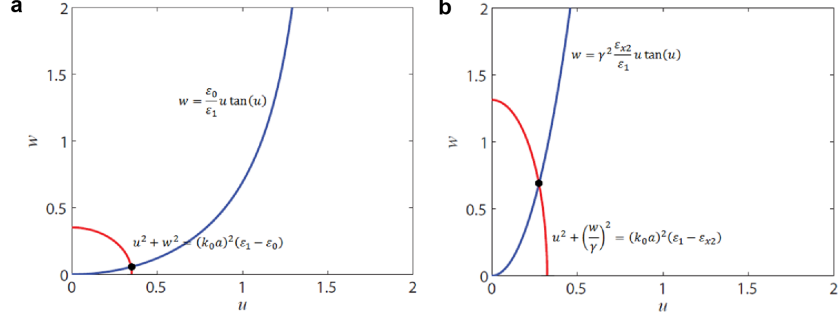 a
2
1.5
1
0.5
0
w
w = ε₀/ε₁ u tan(u)
u² + w² = (k₀a)²(ε₁ − ε₀)
0 0.5 1 1.5 2
u
b
2
1.5
1
0.5
0
w
w = γ² εₓ₂/ε₁ u tan(u)
u² + (w/γ)² = (k₀a)²(ε₁ − εₓ₂)
0 0.5 1 1.5 2
u